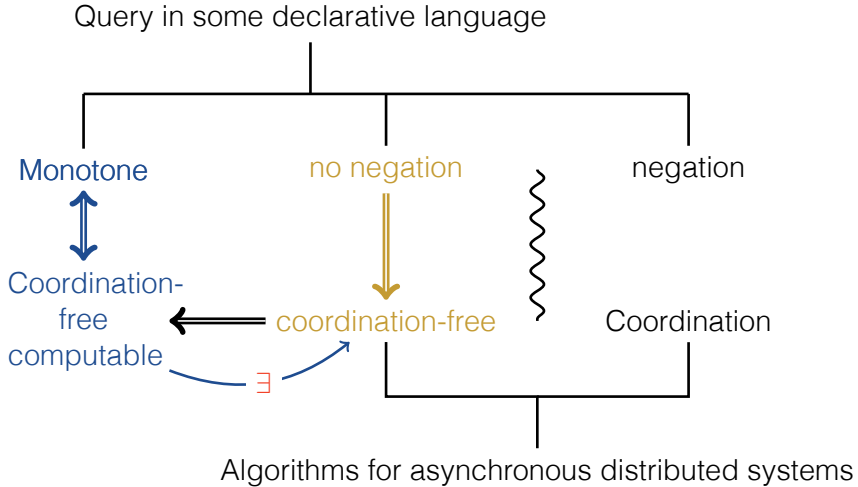 Query in some declarative language
Monotone
no negation
negation
Coordination-
free
computable
coordination-free
Coordination
∃
Algorithms for asynchronous distributed systems